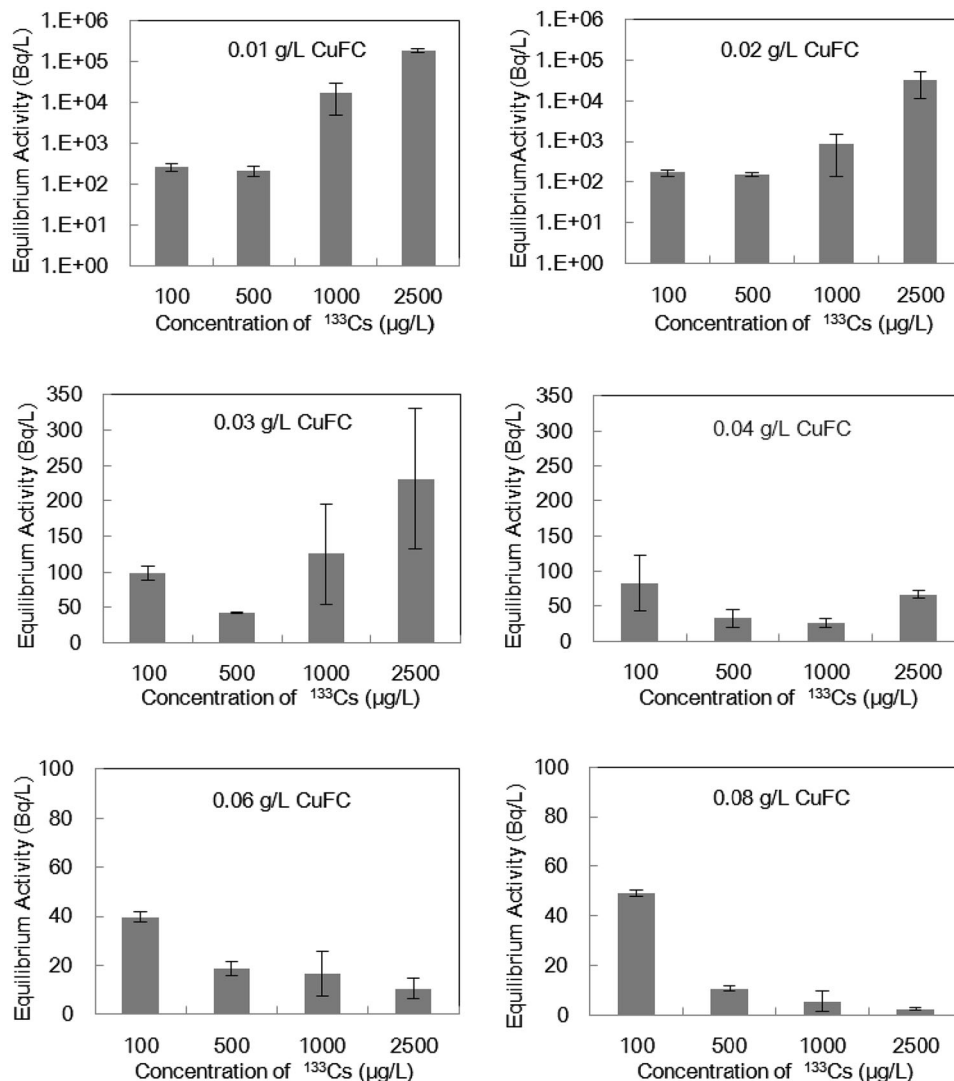 Equilibrium Activity (Bq/L)
1.E+06
1.E+05
1.E+04
1.E+03
1.E+02
1.E+01
1.E+00
0.01 g/L CuFC
100 500 1000 2500
Concentration of ¹³³Cs (µg/L)
EquilibriumActivity (Bq/L)
1.E+06
1.E+05
1.E+04
1.E+03
1.E+02
1.E+01
1.E+00
0.02 g/L CuFC
100 500 1000 2500
Concentration of ¹³³Cs (µg/L)
Equilibrium Activity (Bq/L)
350
300
250
200
150
100
50
0
0.03 g/L CuFC
100 500 1000 2500
Concentration of ¹³³Cs (µg/L)
Equilibrium Activity (Bq/L)
350
300
250
200
150
100
50
0
0.04 g/L CuFC
100 500 1000 2500
Concentration of ¹³³Cs (µg/L)
Equilibrium Activity (Bq/L)
100
80
60
40
20
0
0.06 g/L CuFC
100 500 1000 2500
Concentration of ¹³³Cs (µg/L)
Equilibrium Activity (Bq/L)
100
80
60
40
20
0
0.08 g/L CuFC
100 500 1000 2500
Concentration of ¹³³Cs (µg/L)